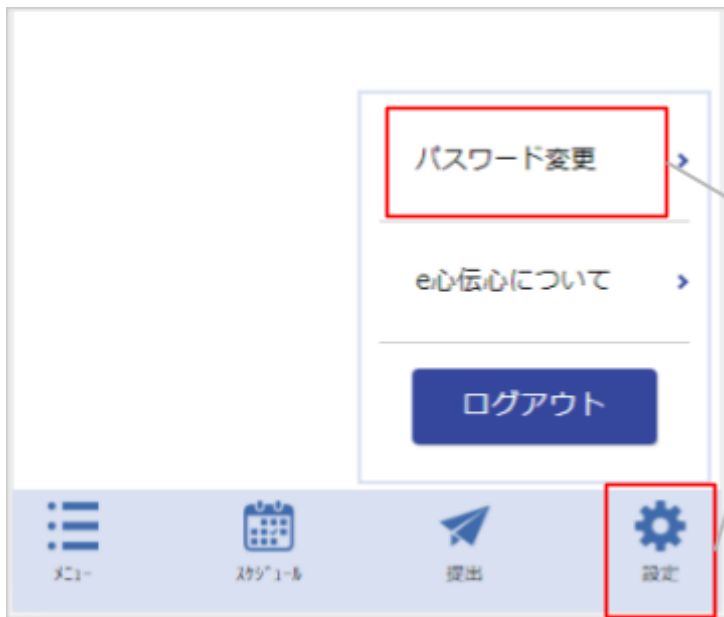 パスワード変更
e心伝心について
ログアウト
ﾒﾆｭｰ
ｽｹｼﾞｭｰﾙ
提出
設定